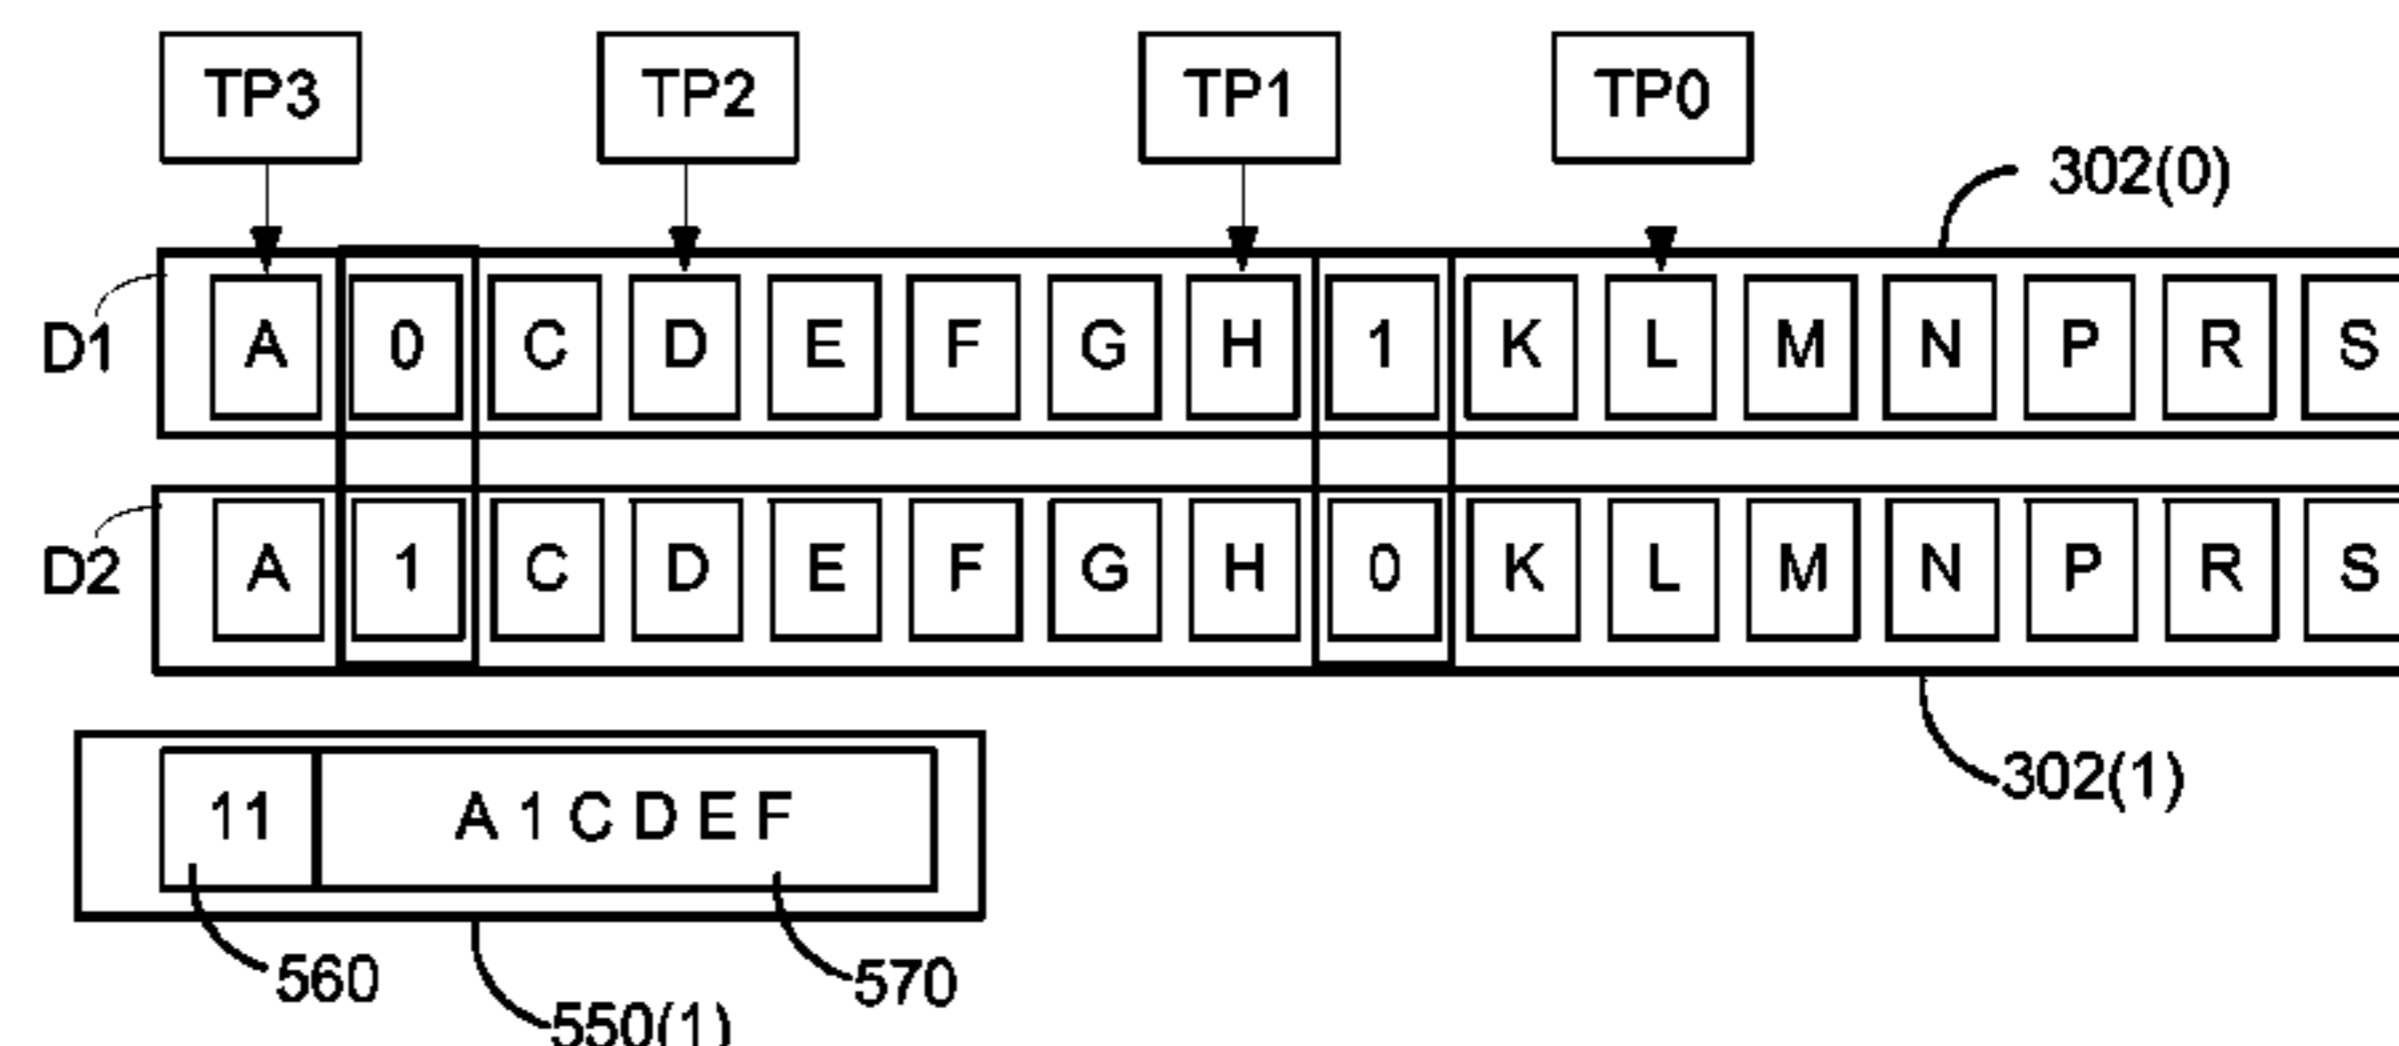 TP3 TP2 TP1 TP0
302(0)
D1 A 0 C D E F G H 1 K L M N P R S
D2 A 1 C D E F G H 0 K L M N P R S
302(1)
11 A 1 C D E F
560 570
550(1)